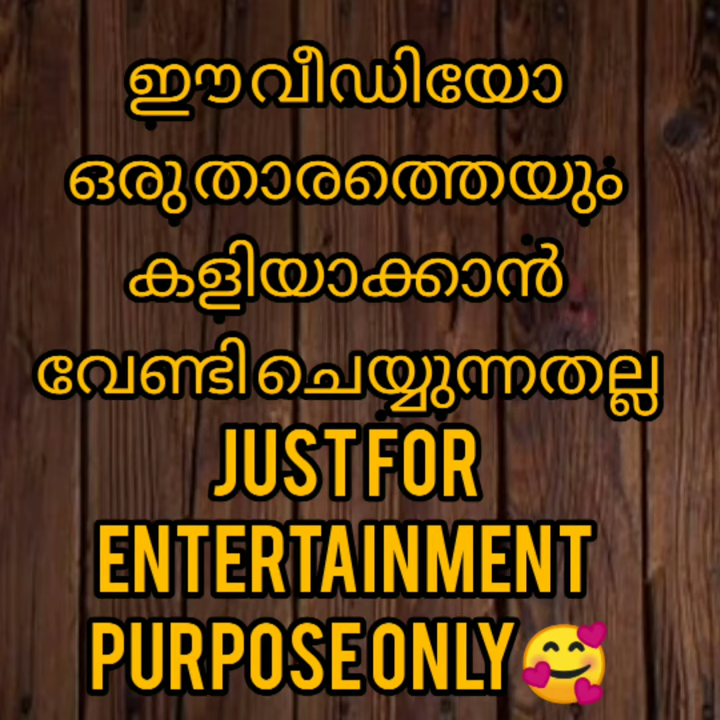 ഈ വീഡിയോ
ഒരു താരത്തെയും
കളിയാക്കാൻ
വേണ്ടി ചെയ്യുന്നതല്ല
JUST FOR
ENTERTAINMENT
PURPOSE ONLY🥰